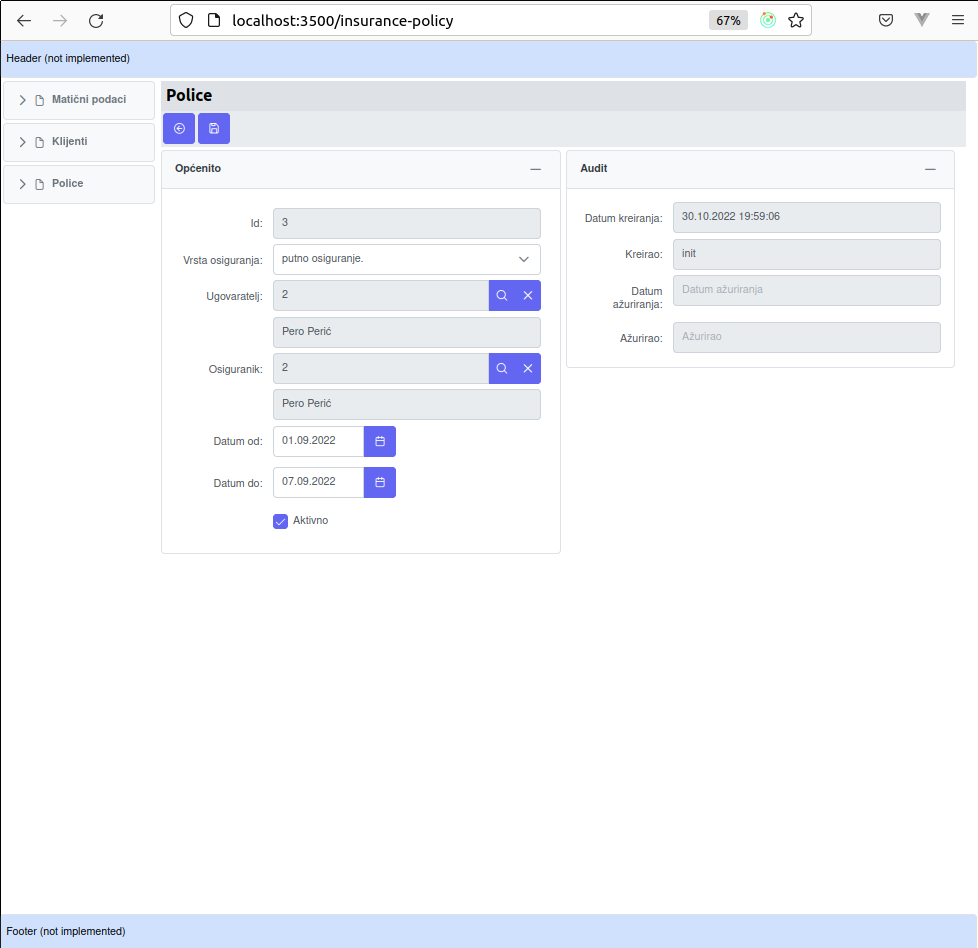 localhost:3500/insurance-policy
67%
Header (not implemented)
Matični podaci
Klijenti
Police
Police
Općenito
Id:
3
Vrsta osiguranja:
putno osiguranje.
Ugovaratelj:
2
Pero Perić
Osiguranik:
2
Pero Perić
Datum od:
01.09.2022
Datum do:
07.09.2022
Aktivno
Audit
Datum kreiranja:
30.10.2022 19:59:06
Kreirao:
init
Datum
ažuriranja:
Datum ažuriranja
Ažurirao:
Ažurirao
Footer (not implemented)